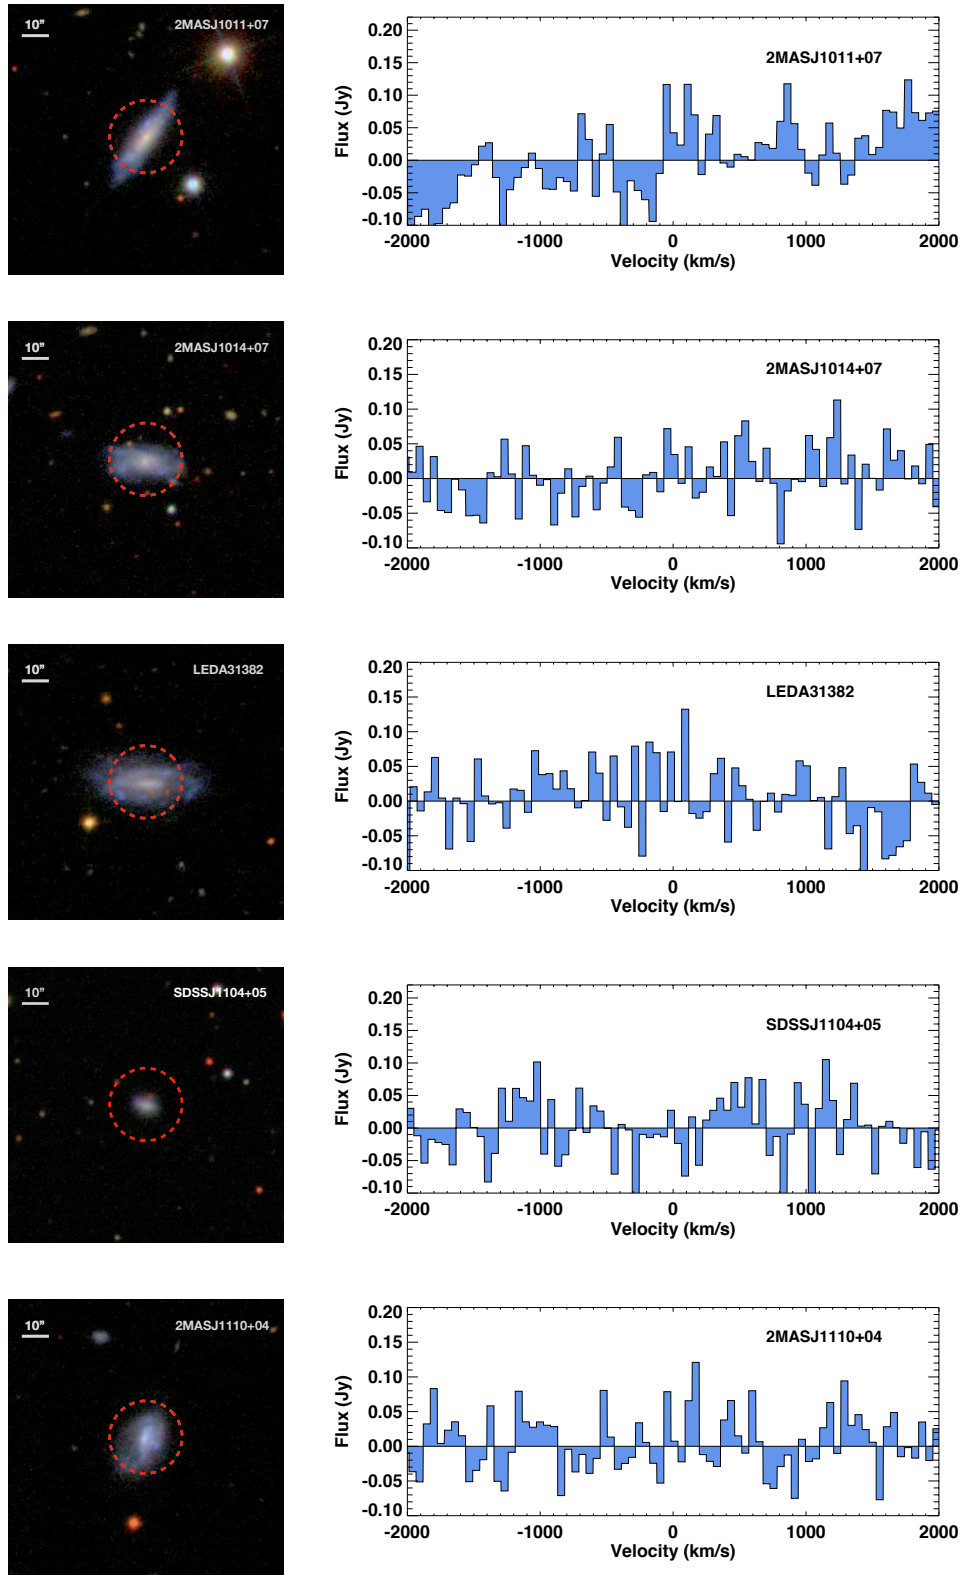 10" 2MASJ1011+07
2MASJ1011+07
0.20
0.15
0.10
0.05
0.00
-0.05
-0.10
Flux (Jy)
-2000 -1000 0 1000 2000
Velocity (km/s)
10" 2MASJ1014+07
2MASJ1014+07
0.20
0.15
0.10
0.05
0.00
-0.05
-0.10
Flux (Jy)
-2000 -1000 0 1000 2000
Velocity (km/s)
10" LEDA31382
LEDA31382
0.20
0.15
0.10
0.05
0.00
-0.05
-0.10
Flux (Jy)
-2000 -1000 0 1000 2000
Velocity (km/s)
10" SDSSJ1104+05
SDSSJ1104+05
0.20
0.15
0.10
0.05
0.00
-0.05
-0.10
Flux (Jy)
-2000 -1000 0 1000 2000
Velocity (km/s)
10" 2MASJ1110+04
2MASJ1110+04
0.20
0.15
0.10
0.05
0.00
-0.05
-0.10
Flux (Jy)
-2000 -1000 0 1000 2000
Velocity (km/s)